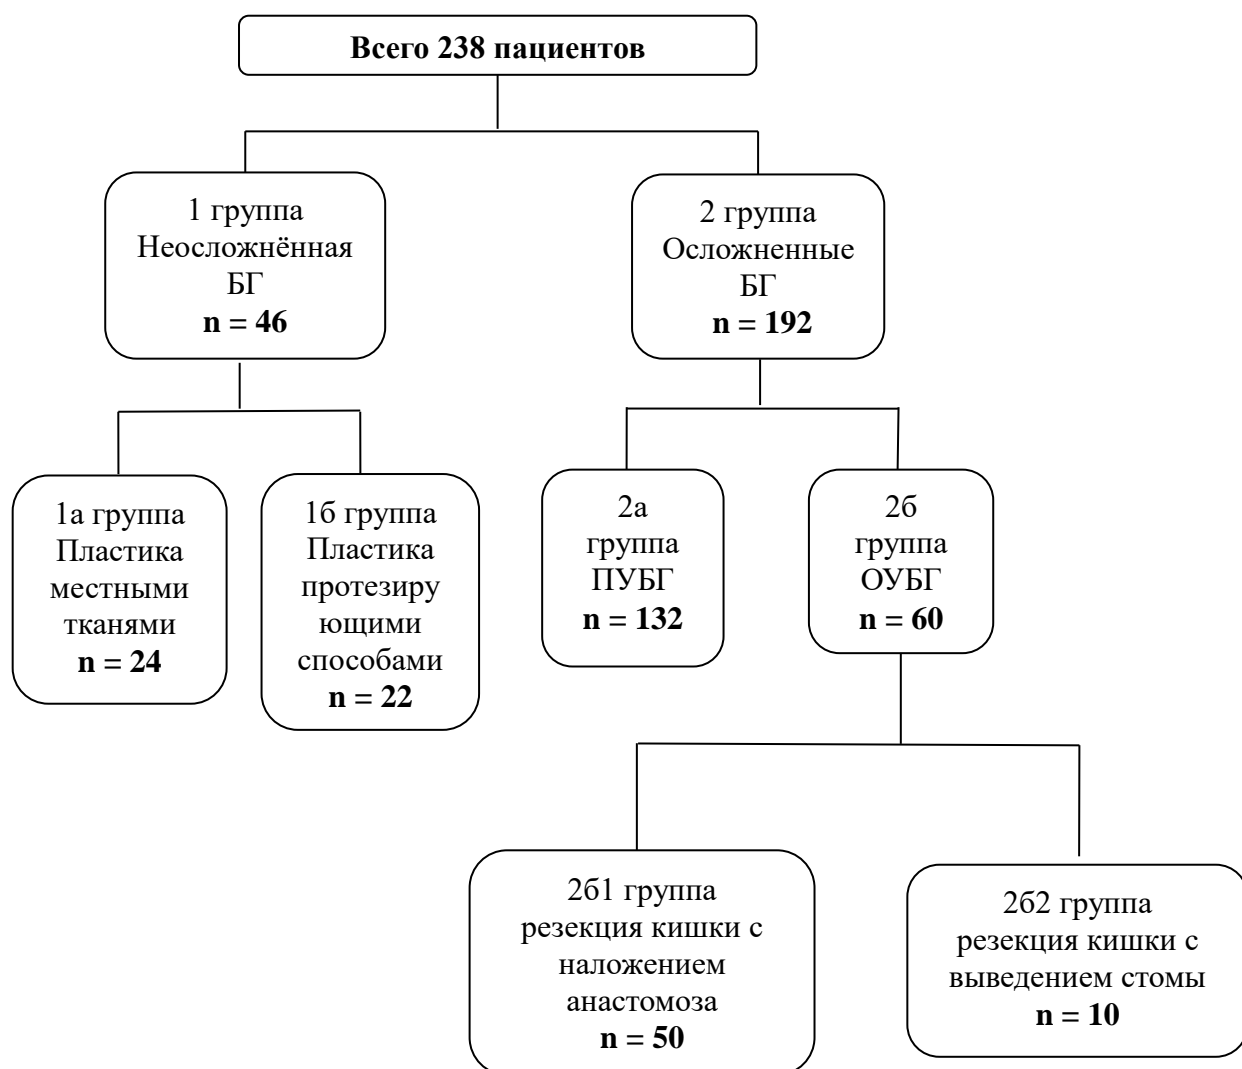 Всего 238 пациентов
1 группа
Неосложнённая
БГ
n = 46
2 группа
Осложненные
БГ
n = 192
1а группа
Пластика
местными
тканями
n = 24
1б группа
Пластика
протезиру
ющими
способами
n = 22
2а
группа
ПУБГ
n = 132
2б
группа
ОУБГ
n = 60
2б1 группа
резекция кишки с
наложением
анастомоза
n = 50
2б2 группа
резекция кишки с
выведением стомы
n = 10